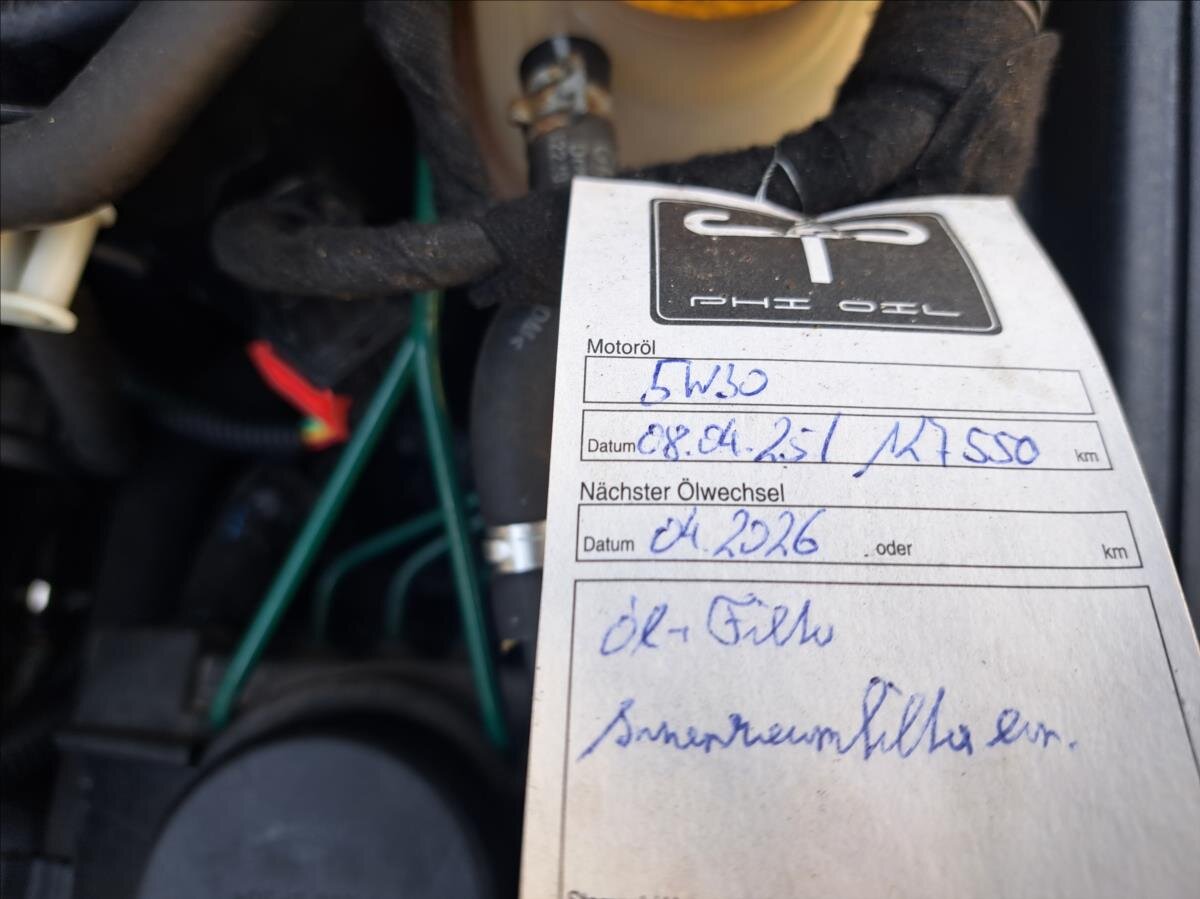 PHI OIL
Motoröl
5W30
Datum 08.04.25/ 127550 km
Nächster Ölwechsel
Datum 04.2026 oder km
Öl + Filter
Innenraumfilter ern.